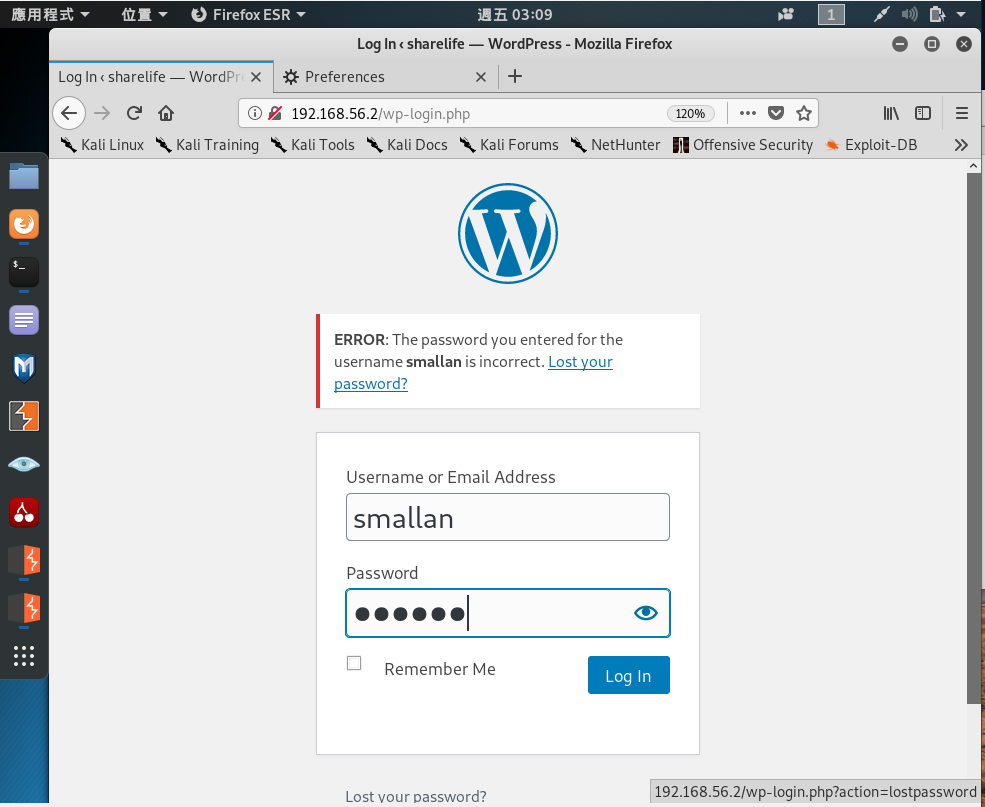 應用程式 位置 Firefox ESR 週五 03:09 1
Log In ‹ sharelife — WordPress - Mozilla Firefox
Log In ‹ sharelife — WordPr Preferences
192.168.56.2/wp-login.php 120%
Kali Linux Kali Training Kali Tools Kali Docs Kali Forums NetHunter Offensive Security Exploit-DB
ERROR: The password you entered for the
username smallan is incorrect. Lost your
password?
Username or Email Address
smallan
Password
Remember Me Log In
Lost your password?
192.168.56.2/wp-login.php?action=lostpassword